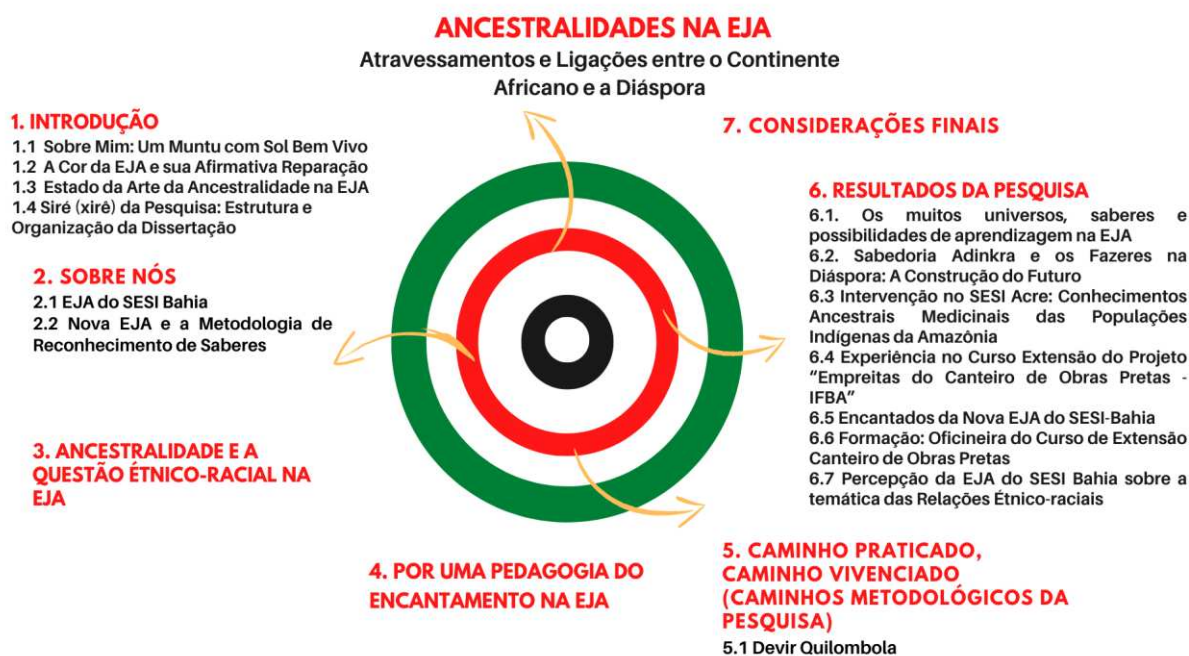 ANCESTRALIDADES NA EJA
Atravessamentos e Ligações entre o Continente
Africano e a Diáspora
1. INTRODUÇÃO
1.1 Sobre Mim: Um Muntu com Sol Bem Vivo
1.2 A Cor da EJA e sua Afirmativa Reparação
1.3 Estado da Arte da Ancestralidade na EJA
1.4 Siré (xirê) da Pesquisa: Estrutura e
Organização da Dissertação
2. SOBRE NÓS
2.1 EJA do SESI Bahia
2.2 Nova EJA e a Metodologia de
Reconhecimento de Saberes
3. ANCESTRALIDADE E A
QUESTÃO ÉTNICO-RACIAL NA
EJA
4. POR UMA PEDAGOGIA DO
ENCANTAMENTO NA EJA
5. CAMINHO PRATICADO,
CAMINHO VIVENCIADO
(CAMINHOS METODOLÓGICOS DA
PESQUISA)
5.1 Devir Quilombola
6. RESULTADOS DA PESQUISA
6.1. Os muitos universos, saberes e
possibilidades de aprendizagem na EJA
6.2. Sabedoria Adinkra e os Fazeres na
Diáspora: A Construção do Futuro
6.3 Intervenção no SESI Acre: Conhecimentos
Ancestrais Medicinais das Populações
Indígenas da Amazônia
6.4 Experiência no Curso Extensão do Projeto
“Empreitas do Canteiro de Obras Pretas -
IFBA”
6.5 Encantados da Nova EJA do SESI-Bahia
6.6 Formação: Oficineira do Curso de Extensão
Canteiro de Obras Pretas
6.7 Percepção da EJA do SESI Bahia sobre a
temática das Relações Étnico-raciais
7. CONSIDERAÇÕES FINAIS